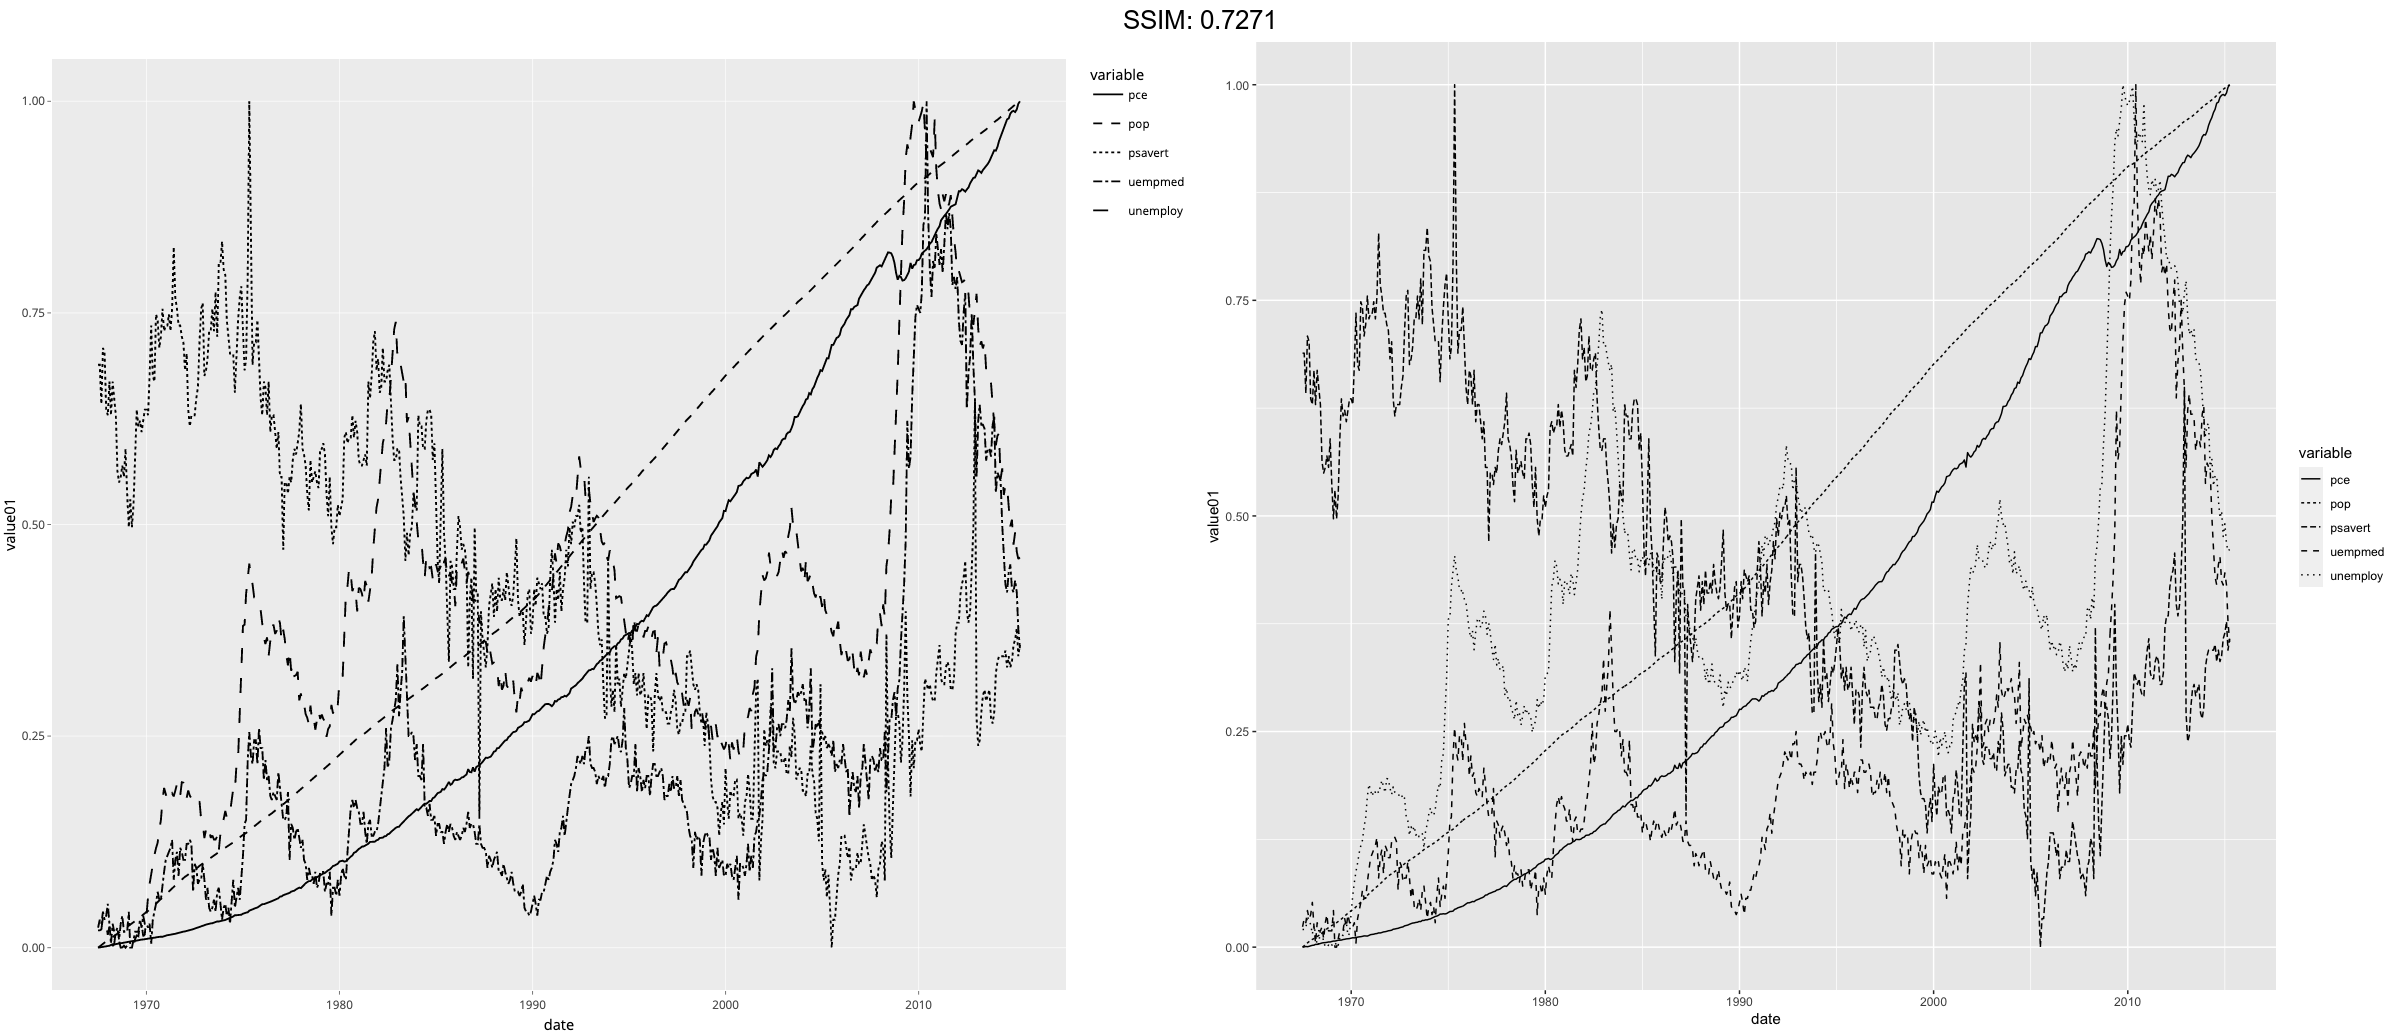 SSIM: 0.7271
variable
pce
pop
psavert
uempmed
unemploy
value01
1.00
0.75
0.50
0.25
0.00
1970
1980
1990
2000
2010
date
value01
1.00
0.75
0.50
0.25
0.00
1970
1980
1990
2000
2010
date
variable
pce
pop
psavert
uempmed
unemploy